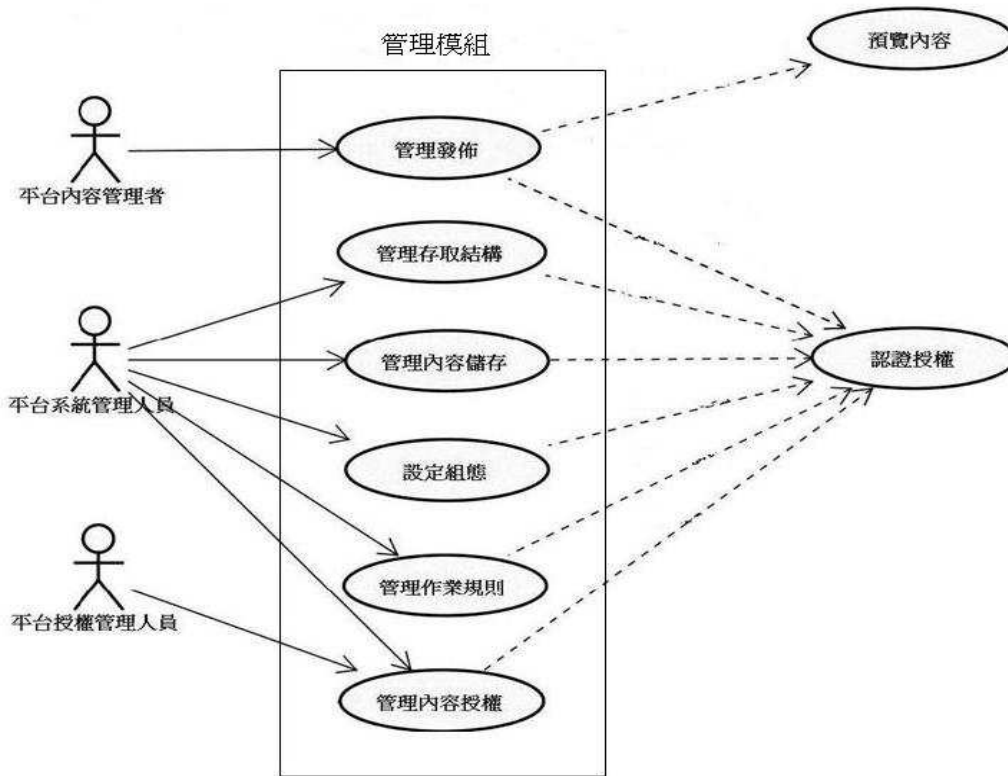 管理模組
預覽內容
管理發佈
平台內容管理者
管理存取結構
管理內容儲存
認證授權
平台系統管理人員
設定組態
管理作業規則
平台授權管理人員
管理內容授權